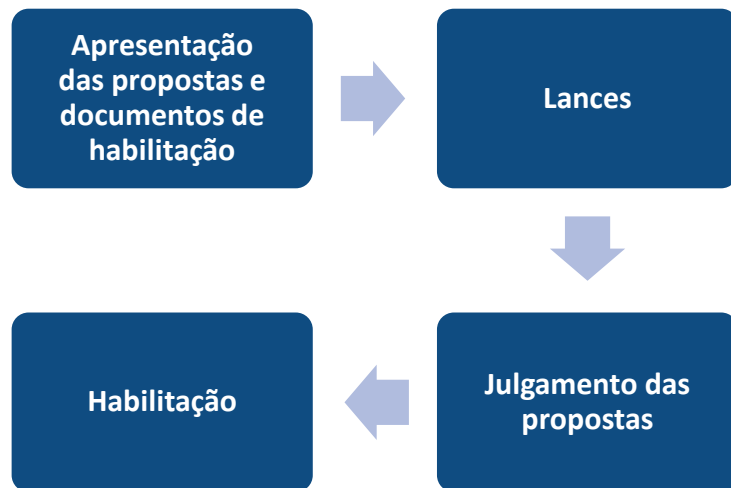 Apresentação
das propostas e
documentos de
habilitação
Lances
Julgamento das
propostas
Habilitação